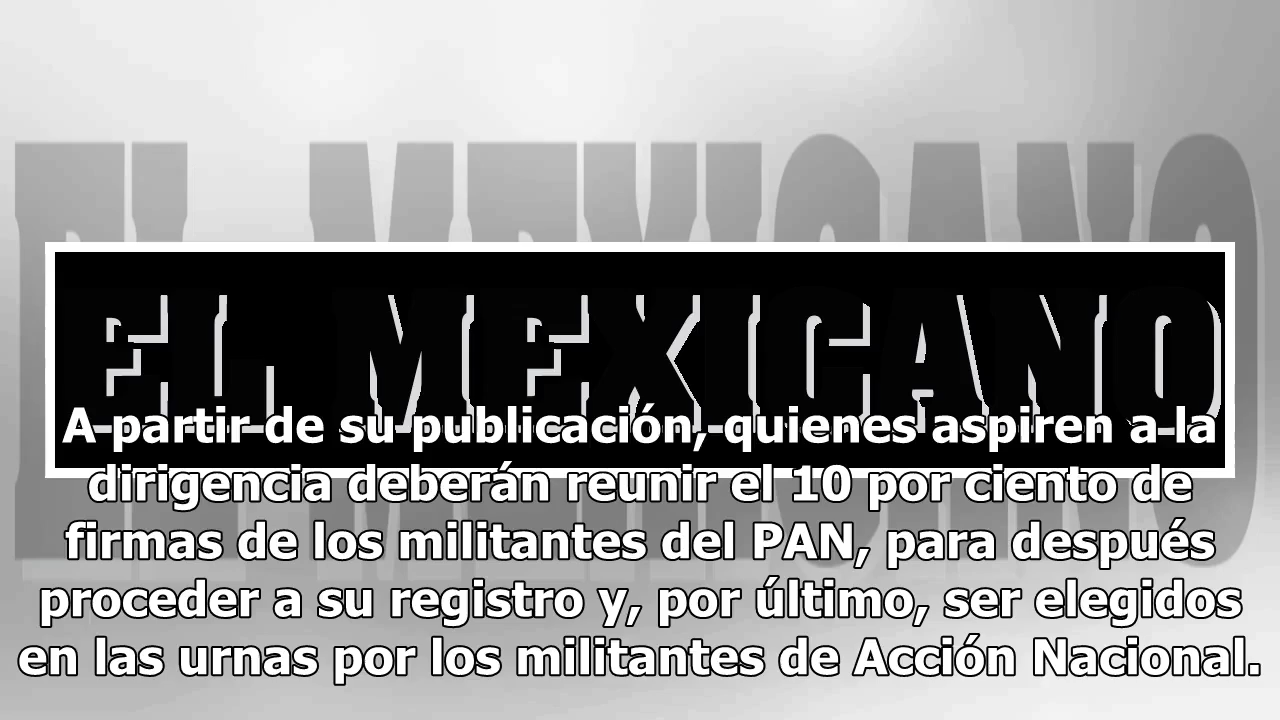 EL MEXICANO
EL MEXICANO
A partir de su publicación, quienes aspiren a la
dirigencia deberán reunir el 10 por ciento de
firmas de los militantes del PAN, para después
proceder a su registro y, por último, ser elegidos
en las urnas por los militantes de Acción Nacional.